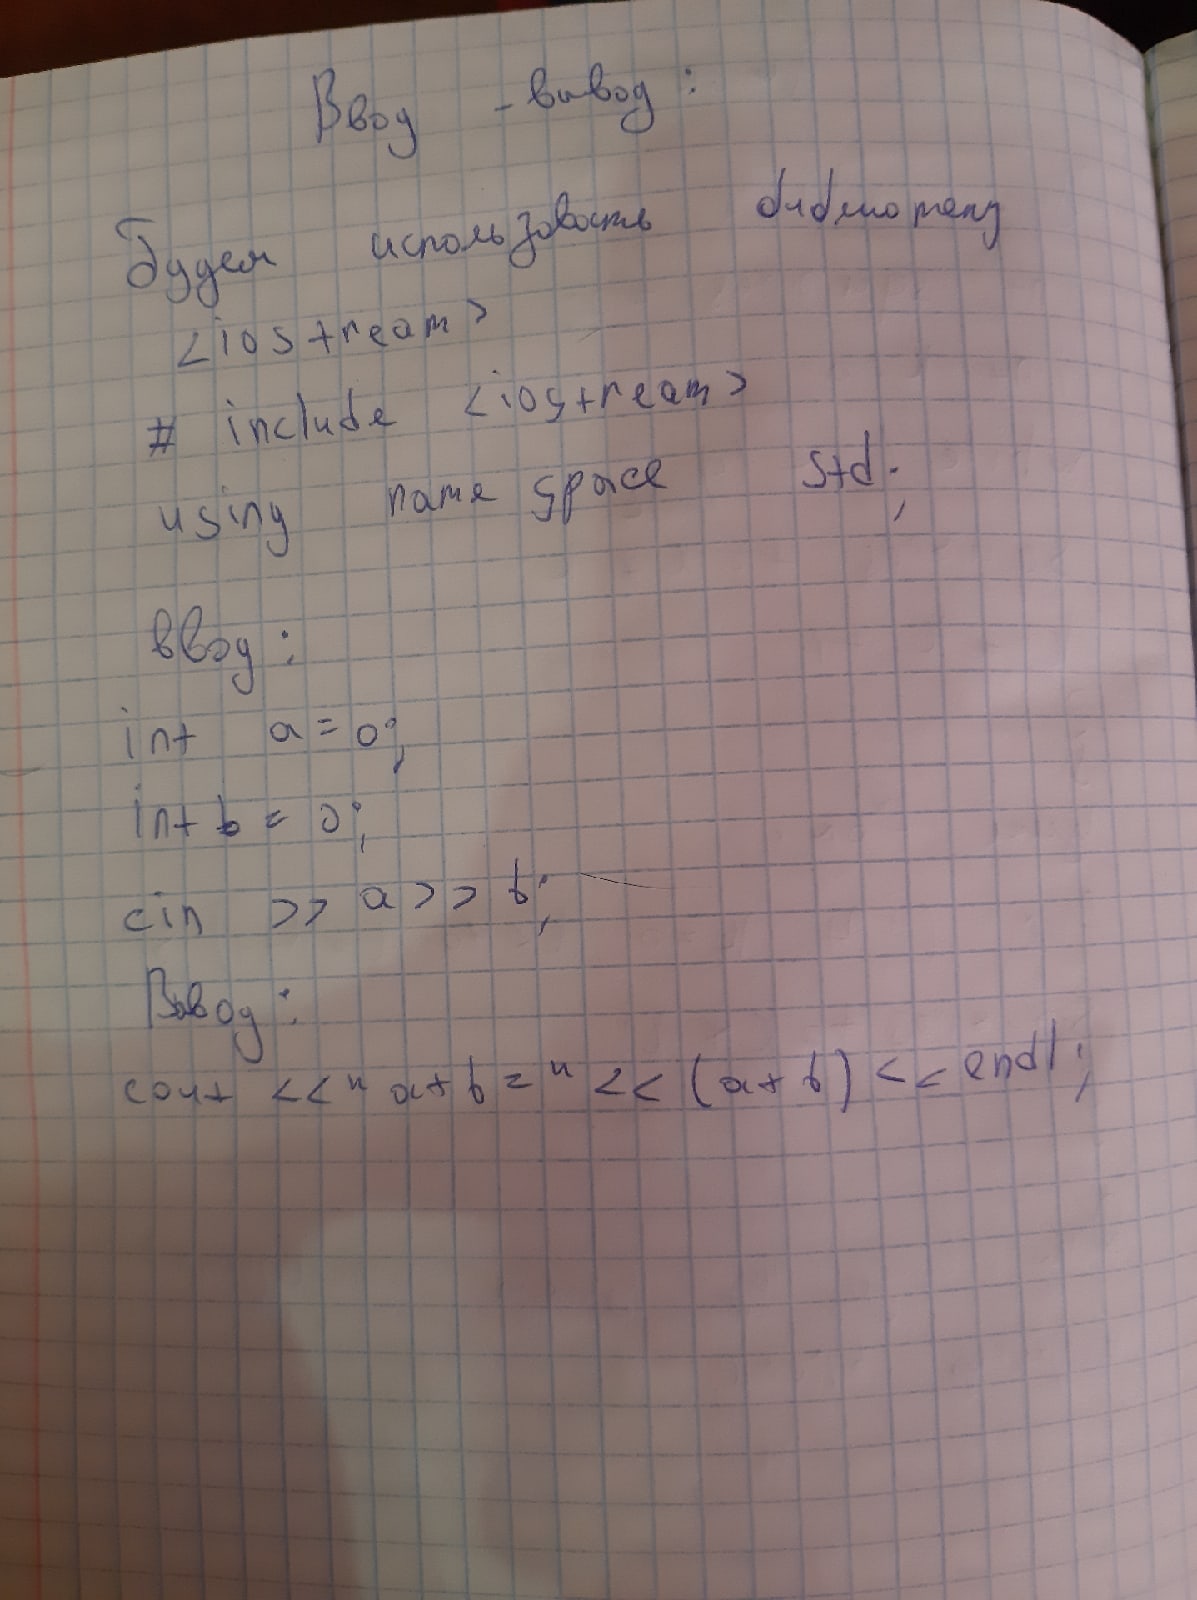 Ввод - вывод:
Будем использовать библиотеку
<iostream>
# include <iostream>
using name space std;
ввод:
int a = 0;
int b = 0;
cin >> a >> b;
Вывод:
cout << "a+b=" << (a+b) << endl;